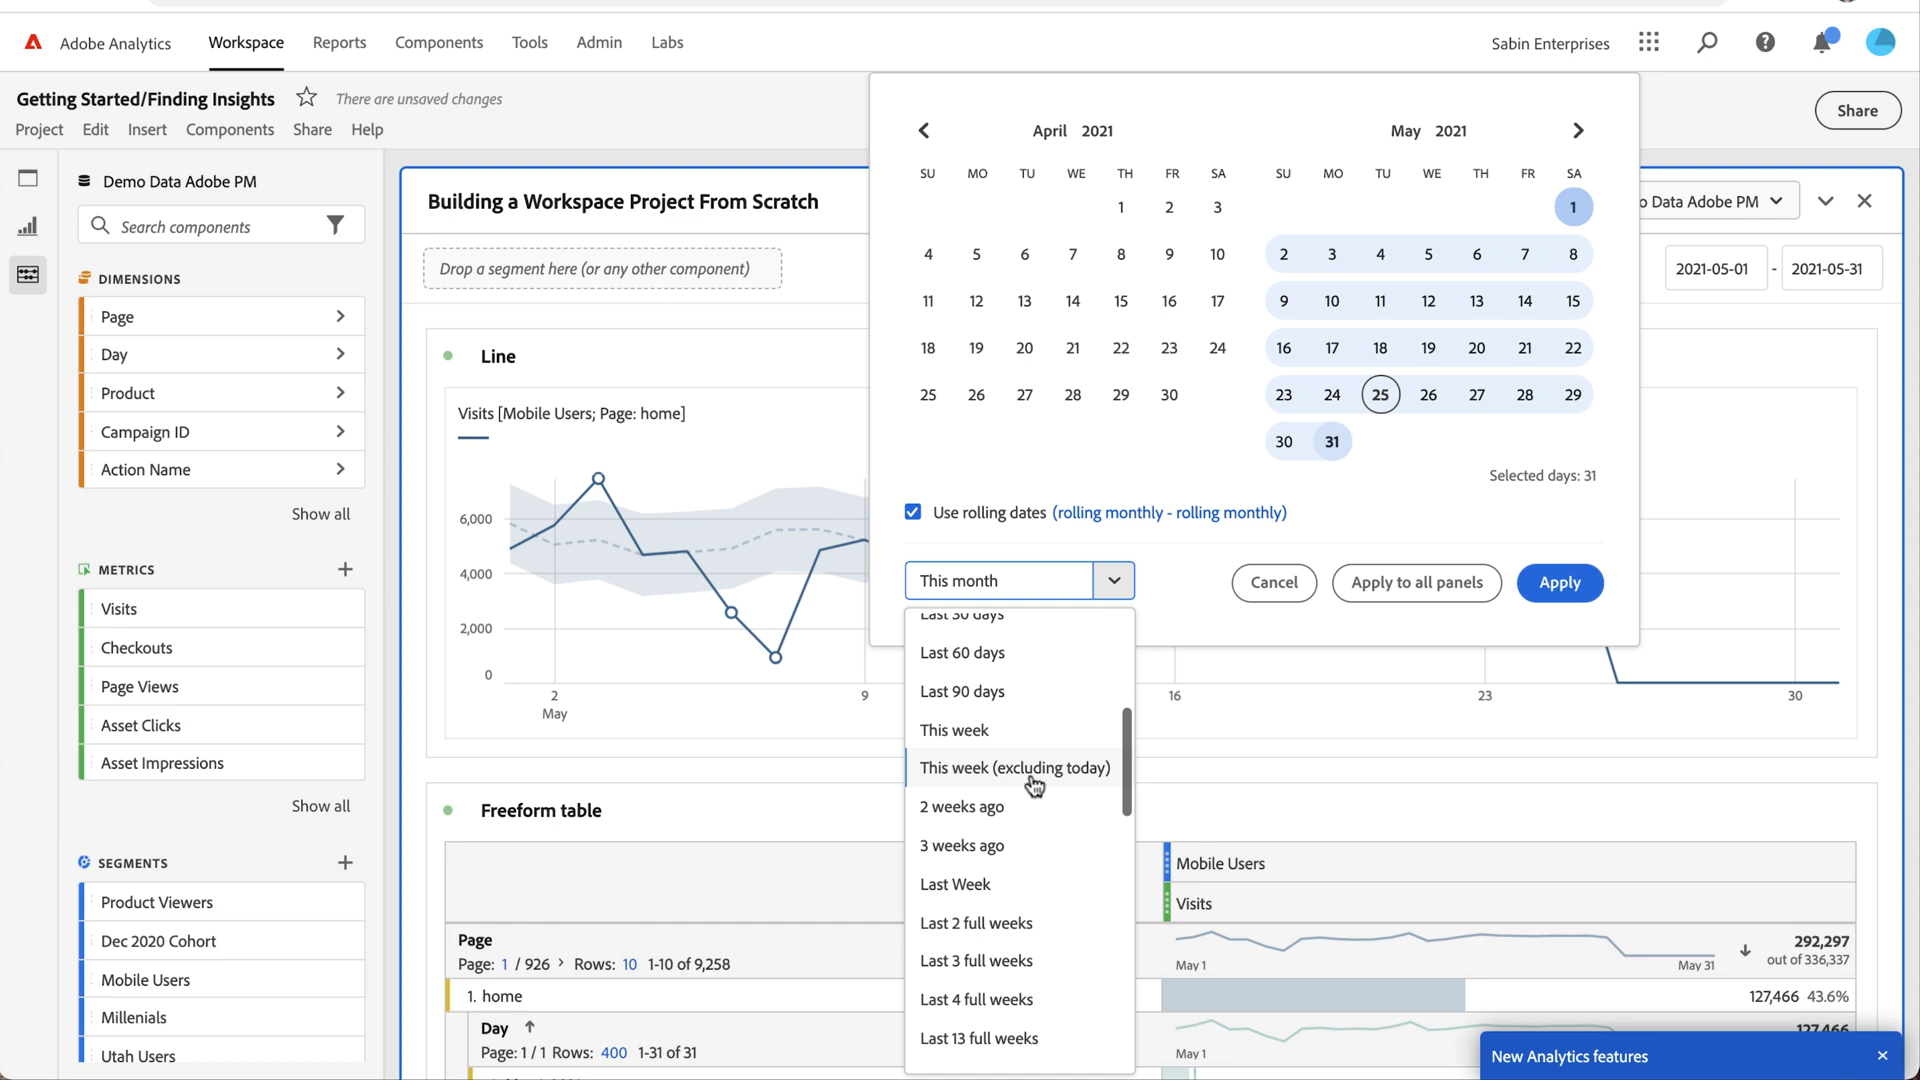 Adobe Analytics
Workspace
Reports
Components
Tools
Admin
Labs
Sabin Enterprises
Getting Started/Finding Insights
There are unsaved changes
Project
Edit
Insert
Components
Share
Help
Share
Demo Data Adobe PM
Search components
DIMENSIONS
Page
Day
Product
Campaign ID
Action Name
Show all
METRICS
Visits
Checkouts
Page Views
Asset Clicks
Asset Impressions
Show all
SEGMENTS
Product Viewers
Dec 2020 Cohort
Mobile Users
Millenials
Utah Users
Building a Workspace Project From Scratch
o Data Adobe PM
Drop a segment here (or any other component)
2021-05-01 - 2021-05-31
Line
Visits [Mobile Users; Page: home]
6,000
4,000
2,000
0
2
May
9
16
23
30
April 2021
SU MO TU WE TH FR SA
1 2 3
4 5 6 7 8 9 10
11 12 13 14 15 16 17
18 19 20 21 22 23 24
25 26 27 28 29 30
May 2021
SU MO TU WE TH FR SA
1
2 3 4 5 6 7 8
9 10 11 12 13 14 15
16 17 18 19 20 21 22
23 24 25 26 27 28 29
30 31
Selected days: 31
Use rolling dates (rolling monthly - rolling monthly)
This month
Cancel
Apply to all panels
Apply
Last 30 days
Last 60 days
Last 90 days
This week
This week (excluding today)
2 weeks ago
3 weeks ago
Last Week
Last 2 full weeks
Last 3 full weeks
Last 4 full weeks
Last 13 full weeks
Freeform table
Mobile Users
Visits
Page
Page: 1 / 926 > Rows: 10 1-10 of 9,258
May 1
May 31
292,297
out of 336,337
1. home
127,466 43.6%
Day
Page: 1 / 1 Rows: 400 1-31 of 31
May 1
127,466
New Analytics features